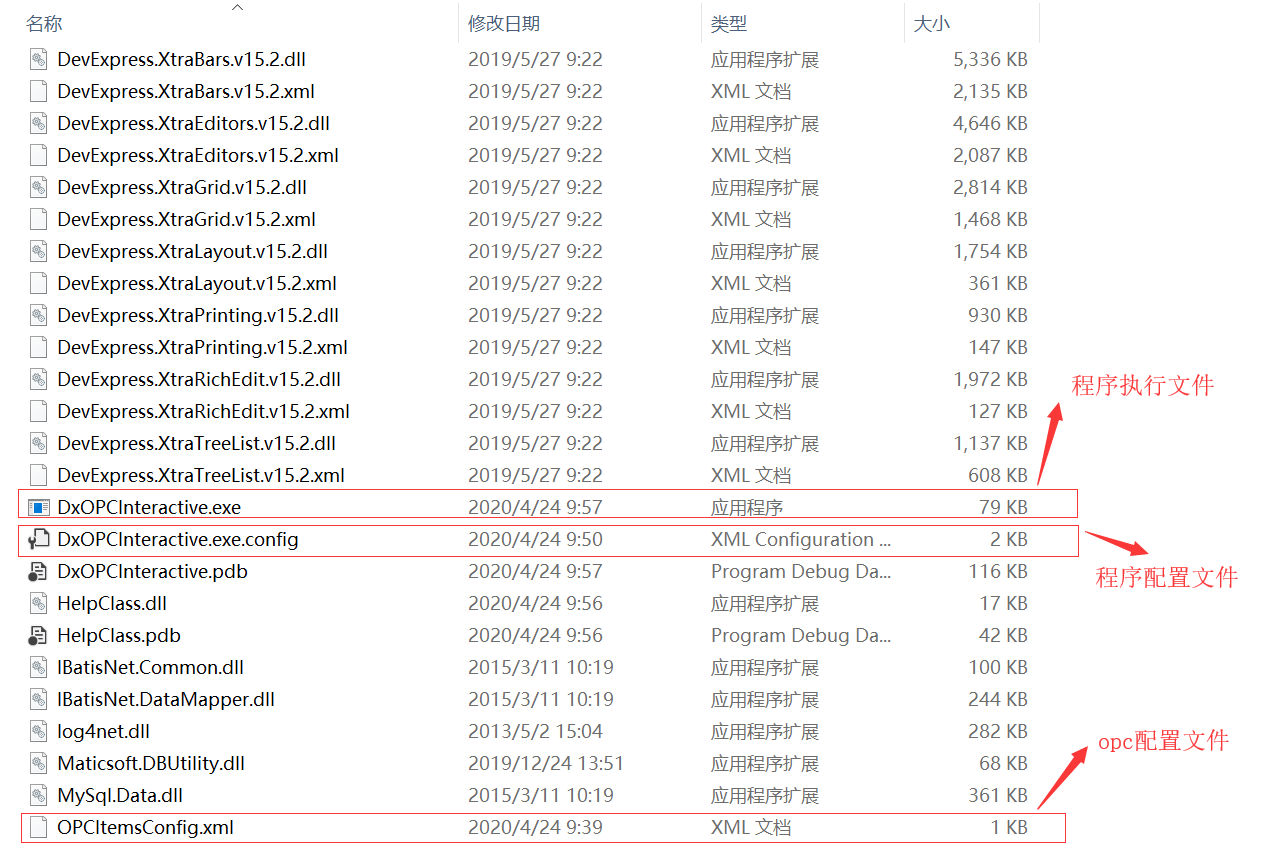 名称 修改日期 类型 大小
DevExpress.XtraBars.v15.2.dll 2019/5/27 9:22 应用程序扩展 5,336 KB
DevExpress.XtraBars.v15.2.xml 2019/5/27 9:22 XML 文档 2,135 KB
DevExpress.XtraEditors.v15.2.dll 2019/5/27 9:22 应用程序扩展 4,646 KB
DevExpress.XtraEditors.v15.2.xml 2019/5/27 9:22 XML 文档 2,087 KB
DevExpress.XtraGrid.v15.2.dll 2019/5/27 9:22 应用程序扩展 2,814 KB
DevExpress.XtraGrid.v15.2.xml 2019/5/27 9:22 XML 文档 1,468 KB
DevExpress.XtraLayout.v15.2.dll 2019/5/27 9:22 应用程序扩展 1,754 KB
DevExpress.XtraLayout.v15.2.xml 2019/5/27 9:22 XML 文档 361 KB
DevExpress.XtraPrinting.v15.2.dll 2019/5/27 9:22 应用程序扩展 930 KB
DevExpress.XtraPrinting.v15.2.xml 2019/5/27 9:22 XML 文档 147 KB
DevExpress.XtraRichEdit.v15.2.dll 2019/5/27 9:22 应用程序扩展 1,972 KB
程序执行文件
DevExpress.XtraRichEdit.v15.2.xml 2019/5/27 9:22 XML 文档 127 KB
DevExpress.XtraTreeList.v15.2.dll 2019/5/27 9:22 应用程序扩展 1,137 KB
DevExpress.XtraTreeList.v15.2.xml 2019/5/27 9:22 XML 文档 608 KB
DxOPCInteractive.exe 2020/4/24 9:57 应用程序 79 KB
DxOPCInteractive.exe.config 2020/4/24 9:50 XML Configuration ... 2 KB
DxOPCInteractive.pdb 2020/4/24 9:57 Program Debug Da... 116 KB
程序配置文件
HelpClass.dll 2020/4/24 9:56 应用程序扩展 17 KB
HelpClass.pdb 2020/4/24 9:56 Program Debug Da... 42 KB
IBatisNet.Common.dll 2015/3/11 10:19 应用程序扩展 100 KB
IBatisNet.DataMapper.dll 2015/3/11 10:19 应用程序扩展 244 KB
log4net.dll 2013/5/2 15:04 应用程序扩展 282 KB
opc配置文件
Maticsoft.DBUtility.dll 2019/12/24 13:51 应用程序扩展 68 KB
MySql.Data.dll 2015/3/11 10:19 应用程序扩展 361 KB
OPCItemsConfig.xml 2020/4/24 9:39 XML 文档 1 KB